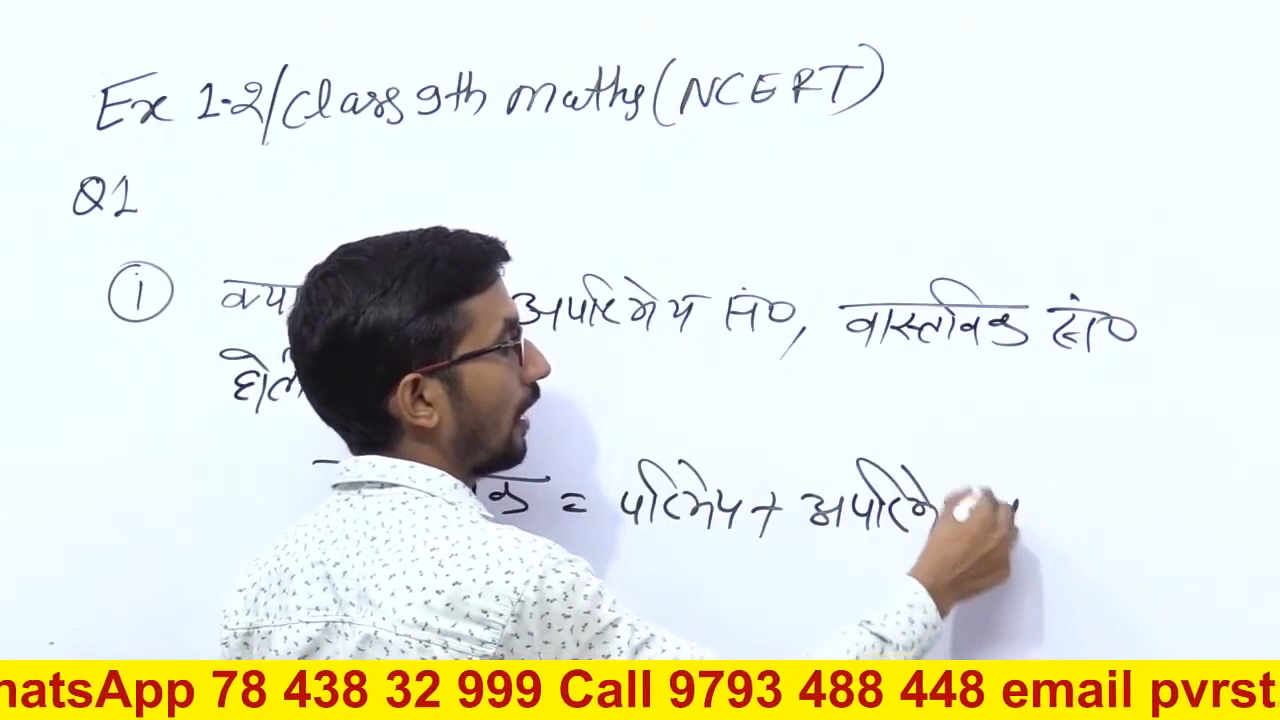 Ex 1.2/Class 9th maths (NCERT)
Q1
i क्या अपरिमेय सं०, वास्तविक सं०
= परिमेय + अपरिमेय
hatsApp 78 438 32 999 Call 9793 488 448 email pvrst